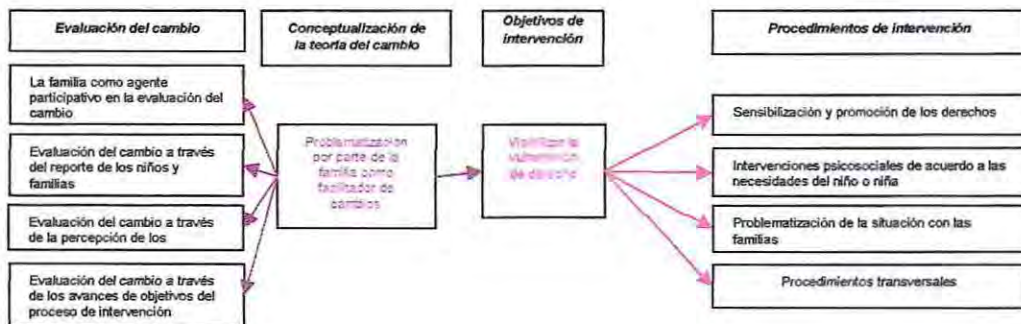 Evaluación del cambio
Conceptualización de
la teoría del cambio
Objetivos de
intervención
Procedimientos de intervención
La familia como agente
participativo en la evaluación del
cambio
Evaluación del cambio a través
del reporte de los niños y
familias
Evaluación del cambio a través
de la percepción de los
Evaluación del cambio a través
de los avances de objetivos del
proceso de intervención
Problematización
por parte de la
familia como
facilitador de
cambios
Visibilizar la
vulneración
de derecho
Sensibilización y promoción de los derechos
Intervenciones psicosociales de acuerdo a las
necesidades del niño o niña
Problematización de la situación con las
familias
Procedimientos transversales